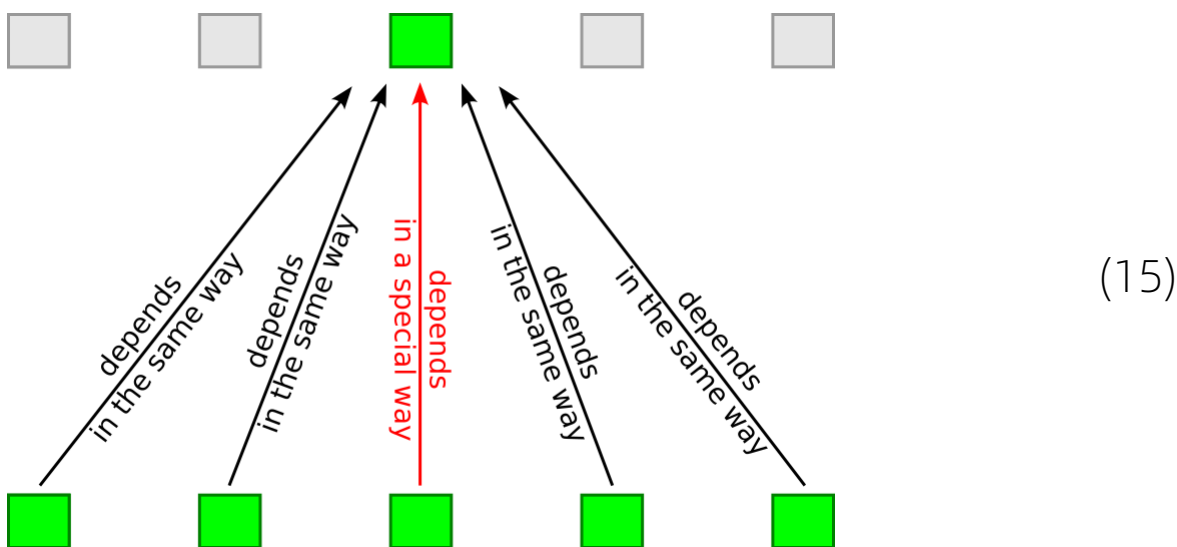 depends
in the same way
depends
in the same way
depends
in a special way
depends
in the same way
depends
in the same way
(15)